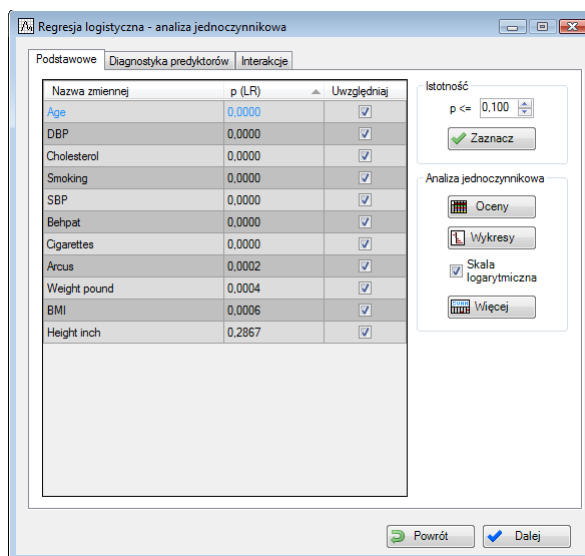 Regresja logistyczna - analiza jednoczynnikowa
Podstawowe Diagnostyka predyktorów Interakcje
Nazwa zmiennej p (LR) Uwzględniaj
Age 0,0000
DBP 0,0000
Cholesterol 0,0000
Smoking 0,0000
SBP 0,0000
Behpat 0,0000
Cigarettes 0,0000
Arcus 0,0002
Weight pound 0,0004
BMI 0,0006
Height inch 0,2867
Istotność
p <= 0,100
Zaznacz
Analiza jednoczynnikowa
Oceny
Wykresy
Skala
logarytmiczna
Więcej
Powrót Dalej